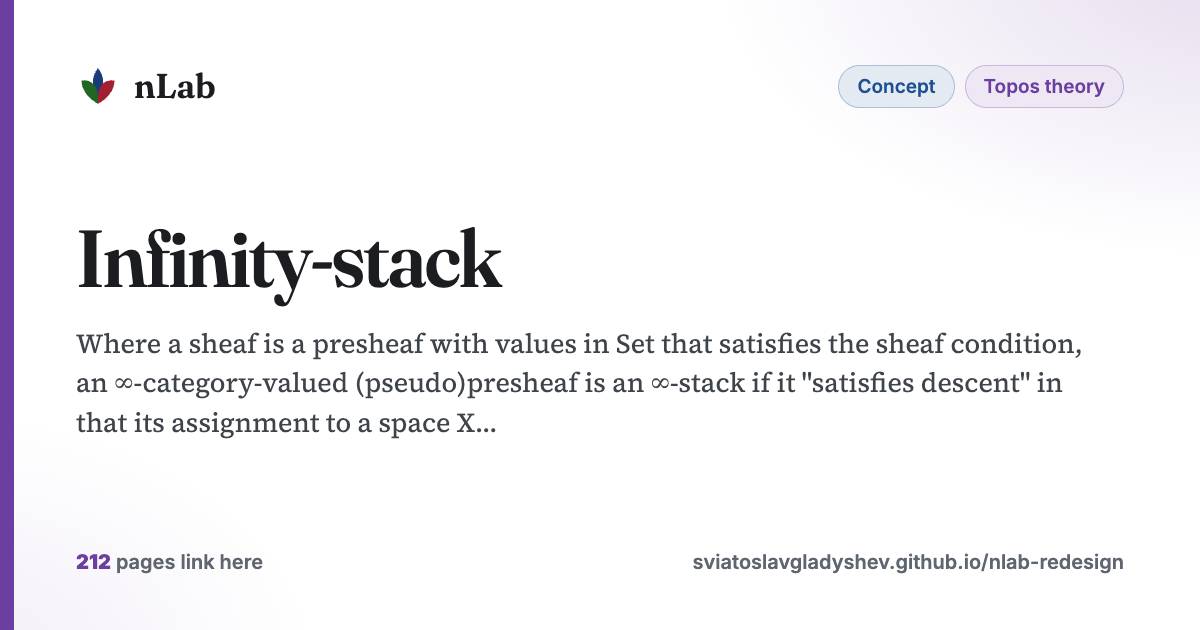 nLab
Concept
Topos theory
Infinity-stack
Where a sheaf is a presheaf with values in Set that satisfies the sheaf condition,
an ∞-category-valued (pseudo)presheaf is an ∞-stack if it "satisfies descent" in
that its assignment to a space X...
212 pages link here
sviatoslavgladyshev.github.io/nlab-redesign